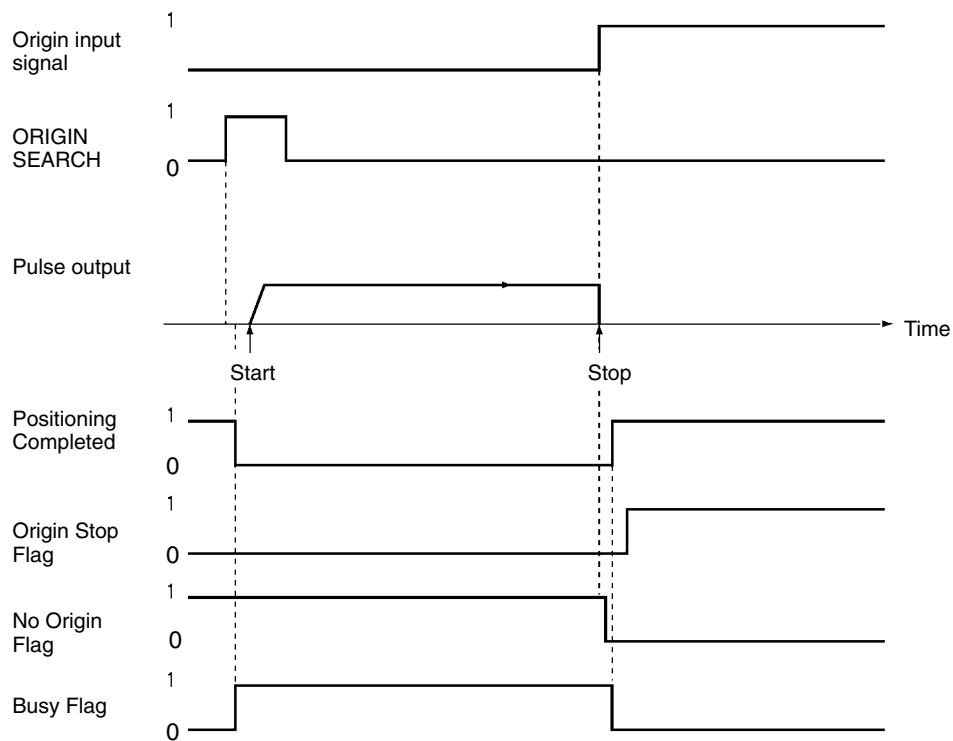 1
Origin input
signal
1
ORIGIN
SEARCH
0
Pulse output
Time
Start
Stop
Positioning
Completed
1
0
1
Origin Stop
Flag
0
1
No Origin
Flag
0
1
Busy Flag
0